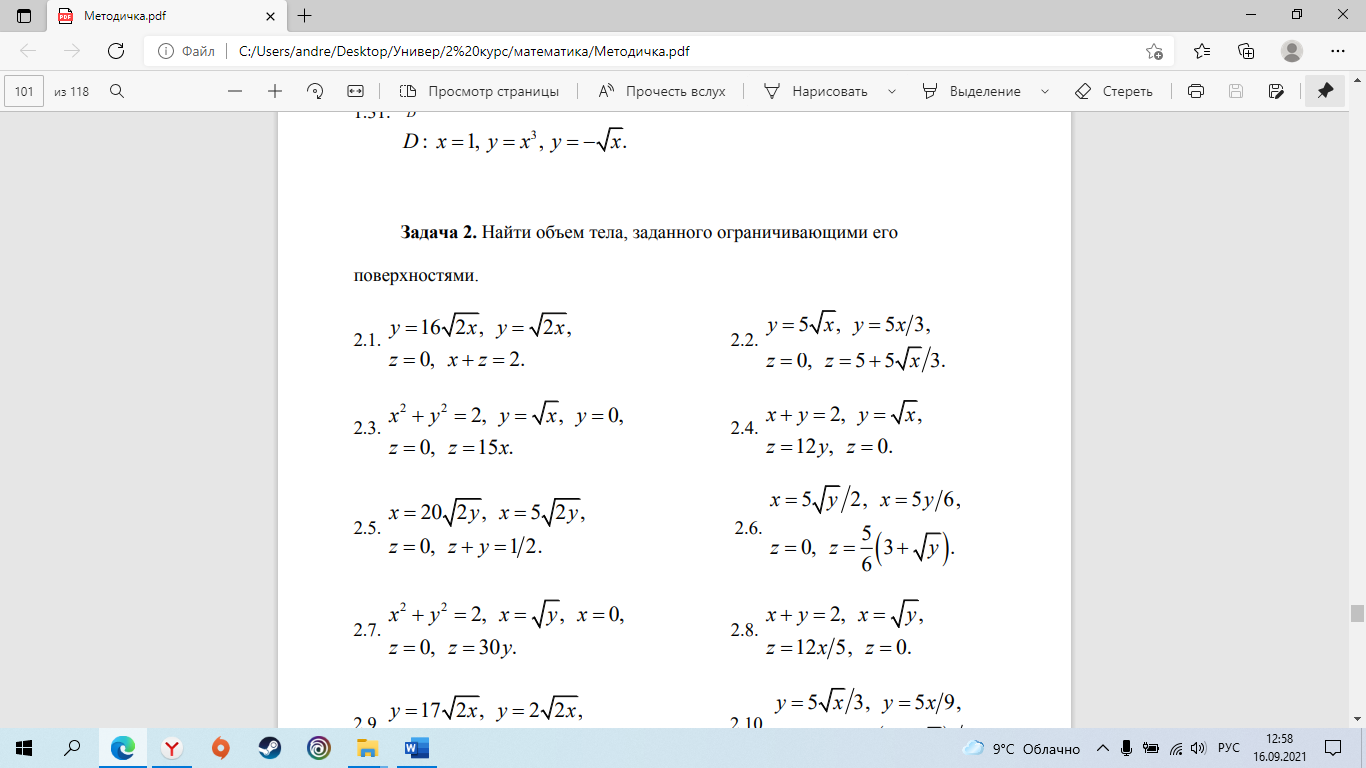 Методичка.pdf
Файл C:/Users/andre/Desktop/Универ/2%20курс/математика/Методичка.pdf
101 из 118 Просмотр страницы Прочесть вслух Нарисовать Выделение Стереть
1.31. D
D: x = 1, y = x³, y = −√x.
Задача 2. Найти объем тела, заданного ограничивающими его
поверхностями.
2.1. y = 16√2x, y = √2x,
z = 0, x + z = 2.
2.2. y = 5√x, y = 5x/3,
z = 0, z = 5 + 5√x/3.
2.3. x² + y² = 2, y = √x, y = 0,
z = 0, z = 15x.
2.4. x + y = 2, y = √x,
z = 12y, z = 0.
2.5. x = 20√2y, x = 5√2y,
z = 0, z + y = 1/2.
2.6. x = 5√y/2, x = 5y/6,
z = 0, z = 5/6(3 + √y).
2.7. x² + y² = 2, x = √y, x = 0,
z = 0, z = 30y.
2.8. x + y = 2, x = √y,
z = 12x/5, z = 0.
2.9 y = 17√2x, y = 2√2x,
2.10 y = 5√x/3, y = 5x/9,
9°C Облачно РУС 12:58
16.09.2021